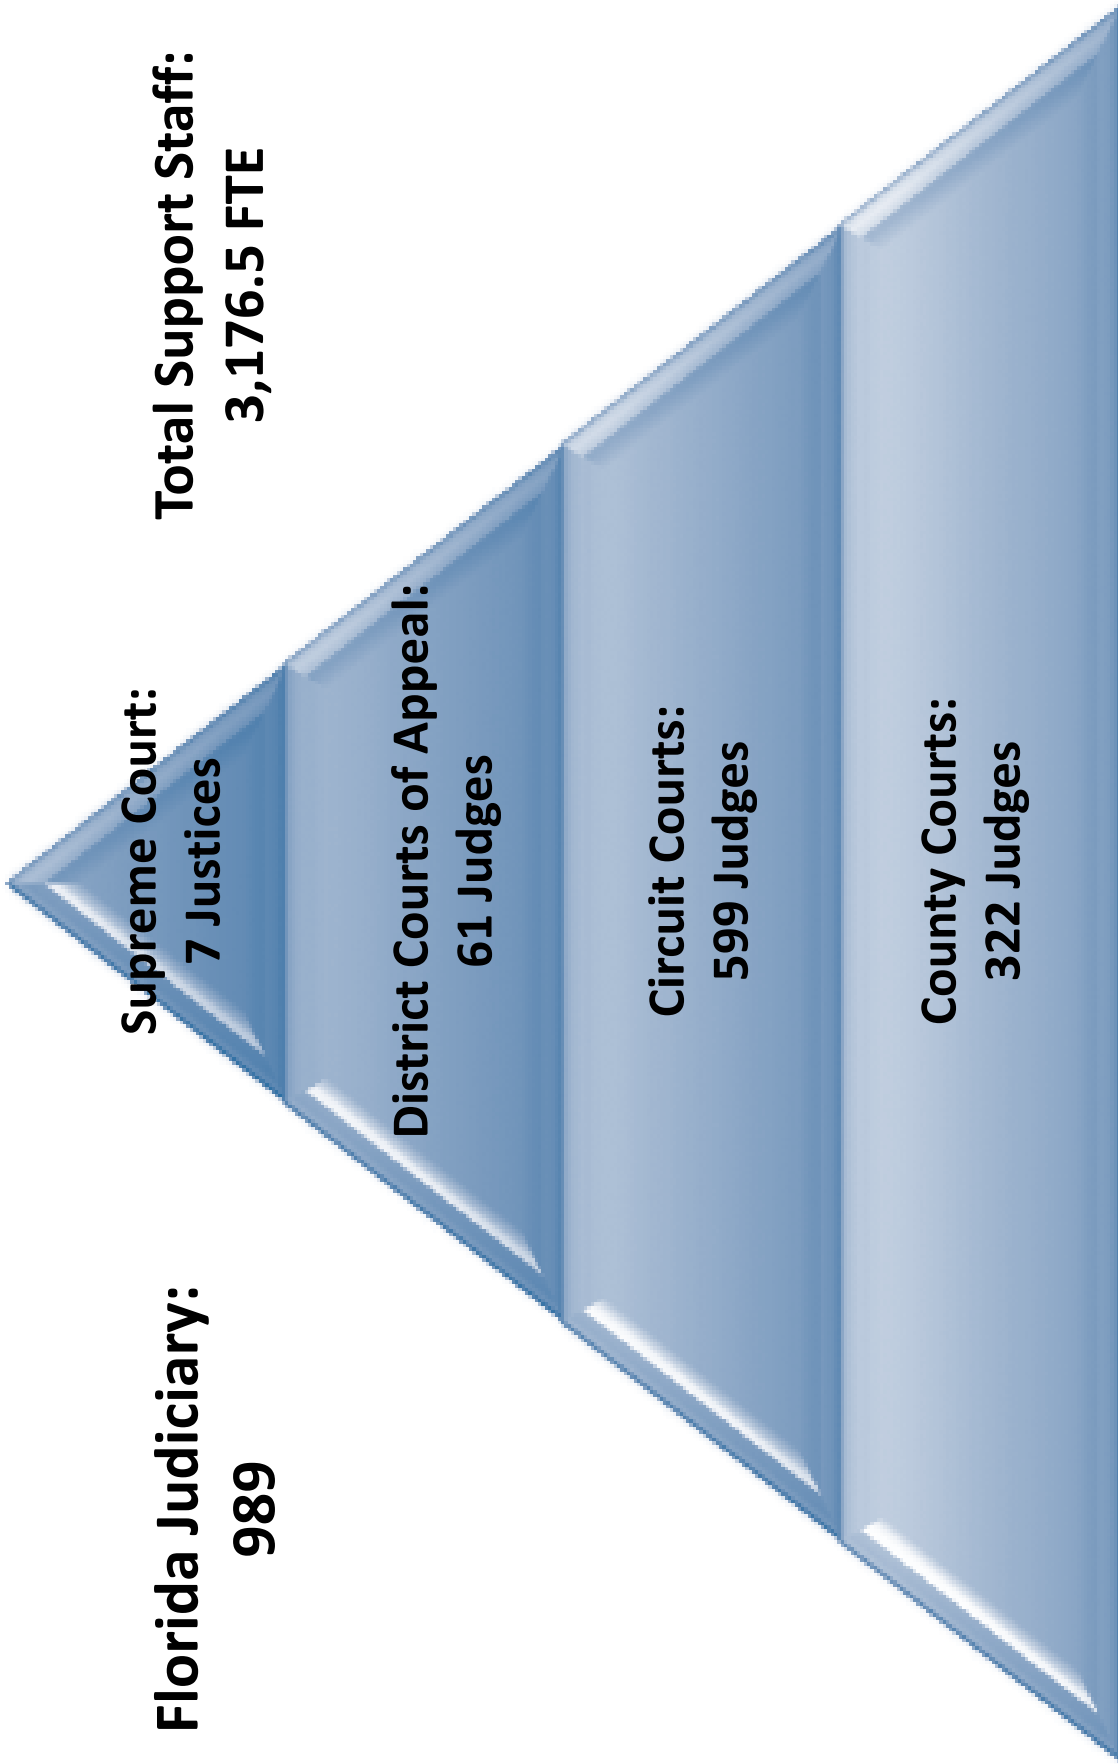 Florida Judiciary:
989
Total Support Staff:
3,176.5 FTE
Supreme Court:
7 Justices
District Courts of Appeal:
61 Judges
Circuit Courts:
599 Judges
County Courts:
322 Judges